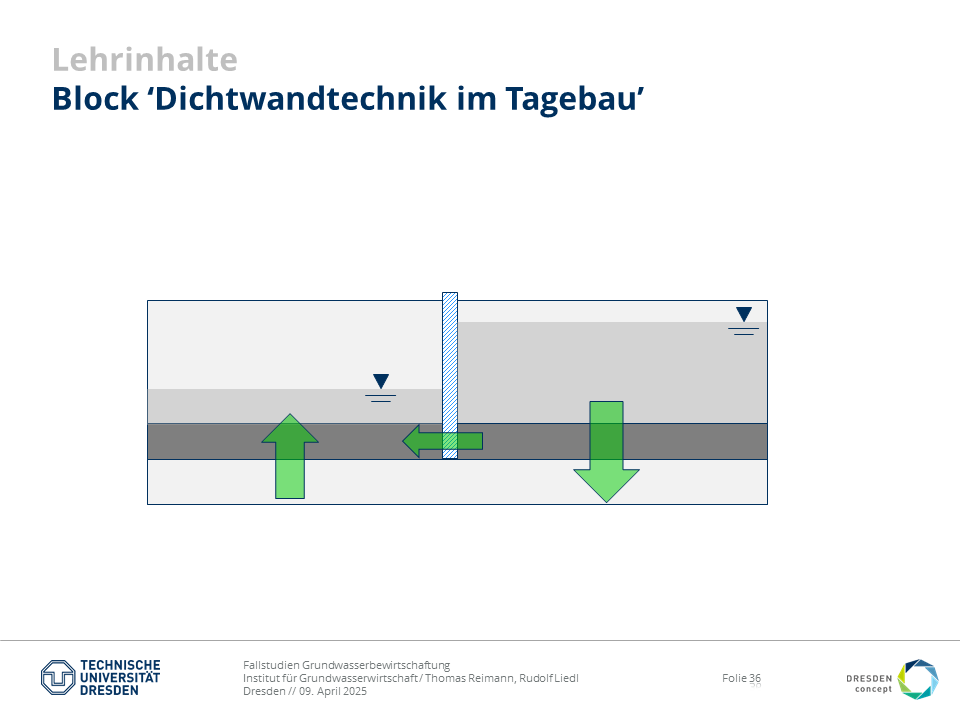 Lehrinhalte
Block ‘Dichtwandtechnik im Tagebau’
TECHNISCHE
UNIVERSITÄT
DRESDEN
Fallstudien Grundwasserbewirtschaftung
Institut für Grundwasserwirtschaft / Thomas Reimann, Rudolf Liedl
Dresden // 09. April 2025
Folie 36
DRESDEN
concept